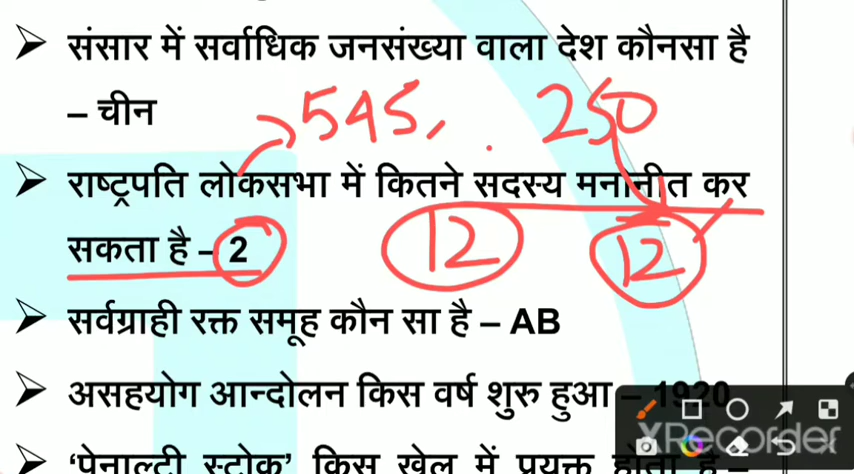 ➤ संसार में सर्वाधिक जनसंख्या वाला देश कौनसा है
– चीन
545, . 250
➤ राष्ट्रपति लोकसभा में कितने सदस्य मनानीत कर
सकता है – 2 12 12
➤ सर्वग्राही रक्त समूह कौन सा है – AB
➤ असहयोग आन्दोलन किस वर्ष शुरु हुआ – 1920
XRecorder
➤ ‘पेनाल्टी स्टोक’ किस खेल में प्रयुक्त होता है –